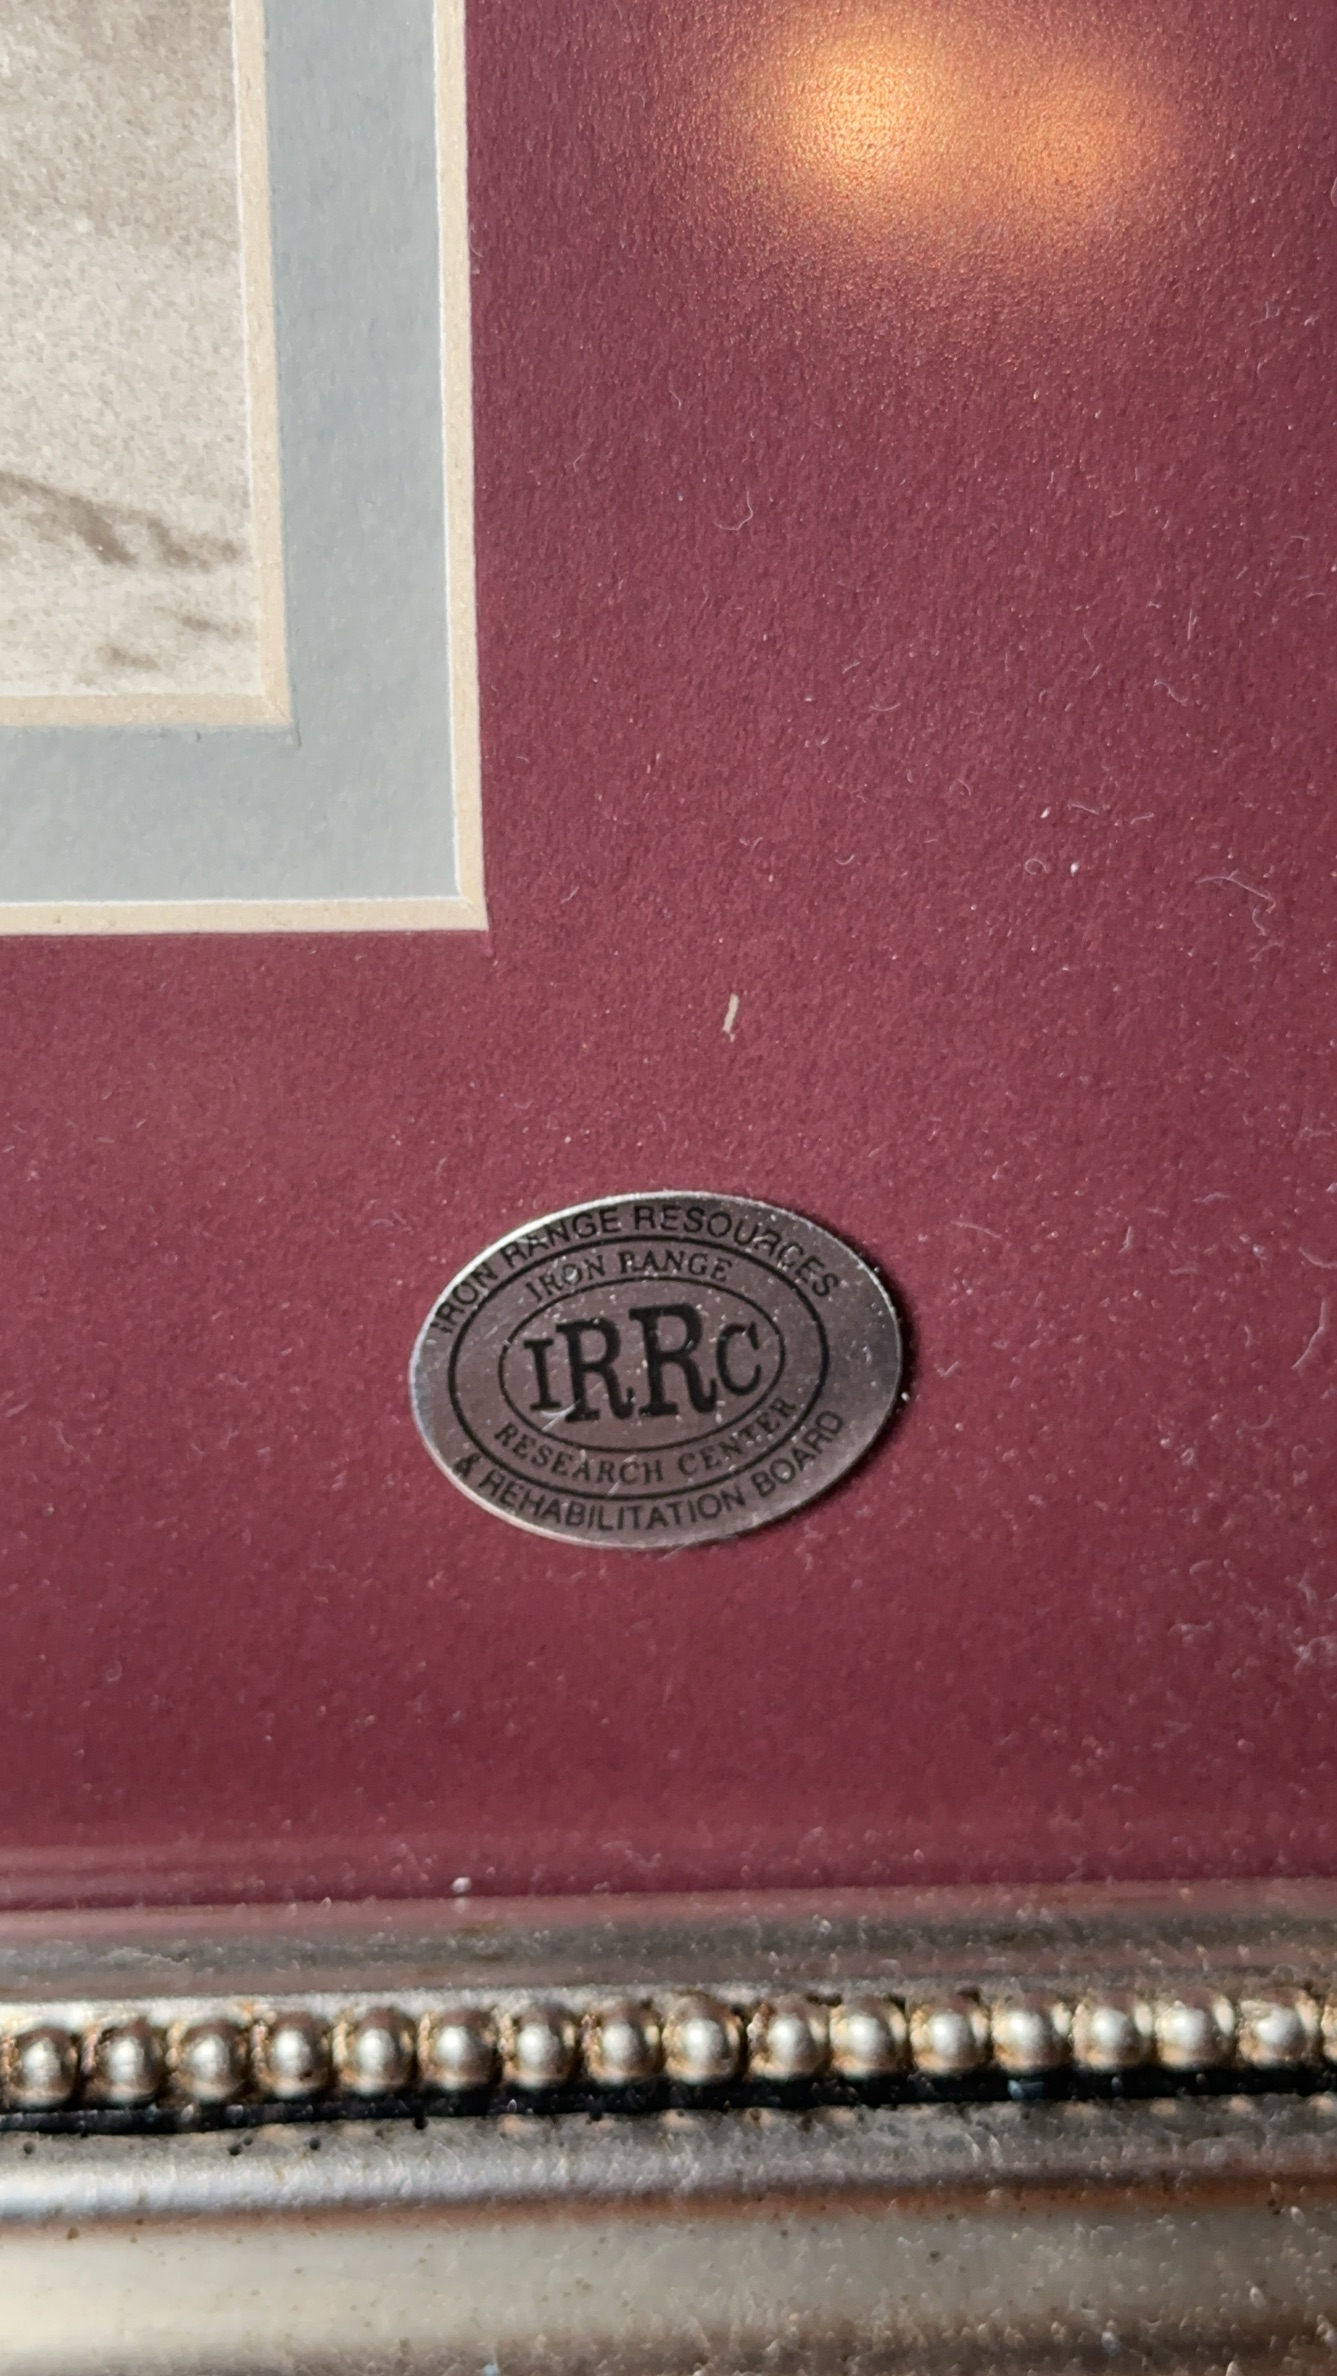 IRON RANGE RESOURCES
IRON RANGE
IRRC
RESEARCH CENTER
& REHABILITATION BOARD